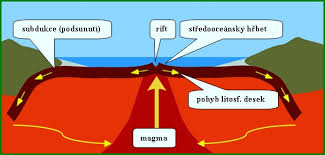 subdukce (podsunutí)
rift
středooceánský hřbet
pohyb litosf. desek
magma